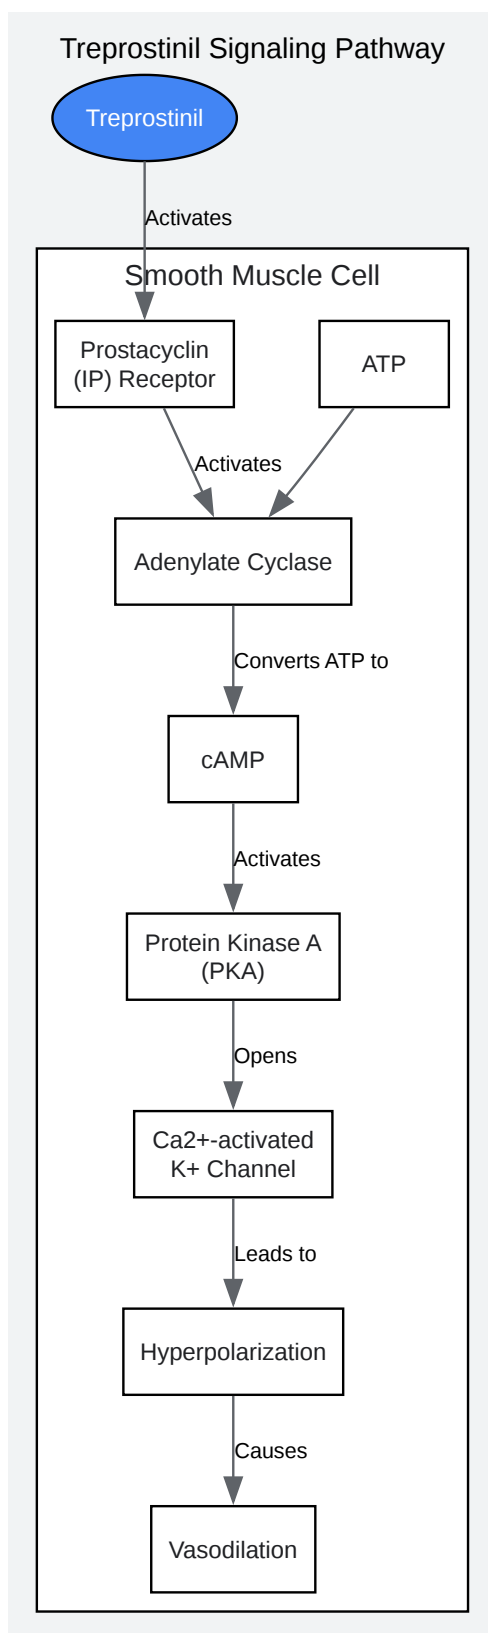 Treprostinil Signaling Pathway
Treprostinil
Activates
Smooth Muscle Cell
Prostacyclin
(IP) Receptor
ATP
Activates
Adenylate Cyclase
Converts ATP to
cAMP
Activates
Protein Kinase A
(PKA)
Opens
Ca2+-activated
K+ Channel
Leads to
Hyperpolarization
Causes
Vasodilation